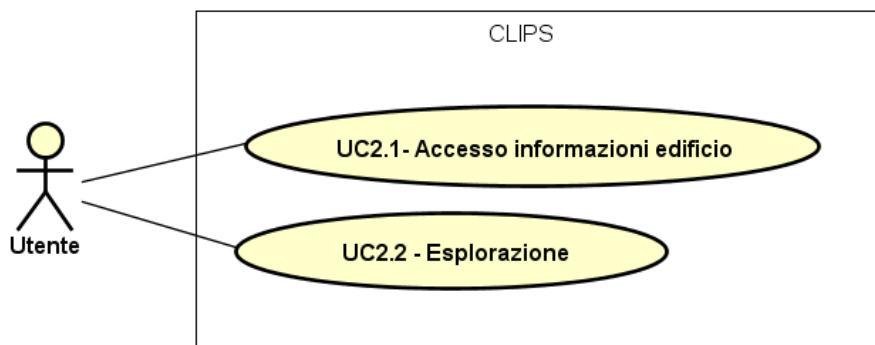 CLIPS
UC2.1- Accesso informazioni edificio
Utente
UC2.2 - Esplorazione